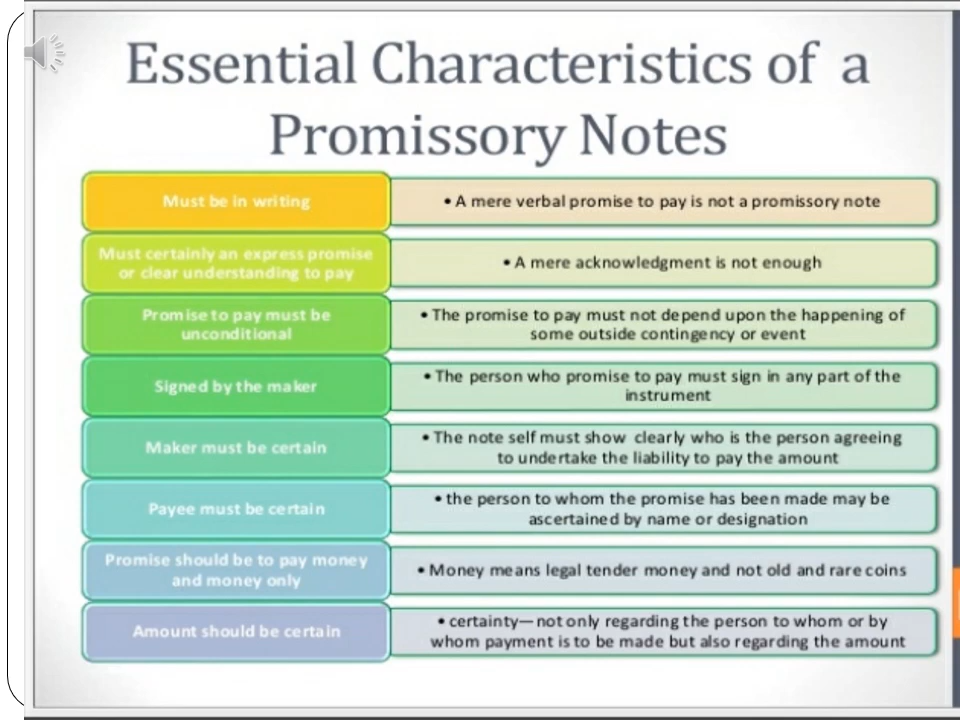 Essential Characteristics of a
Promissory Notes
Must be in writing
• A mere verbal promise to pay is not a promissory note
Must certainly an express promise
or clear understanding to pay
• A mere acknowledgment is not enough
Promise to pay must be
unconditional
• The promise to pay must not depend upon the happening of
some outside contingency or event
Signed by the maker
• The person who promise to pay must sign in any part of the
instrument
Maker must be certain
• The note self must show clearly who is the person agreeing
to undertake the liability to pay the amount
Payee must be certain
• the person to whom the promise has been made may be
ascertained by name or designation
Promise should be to pay money
and money only
• Money means legal tender money and not old and rare coins
Amount should be certain
• certainty—not only regarding the person to whom or by
whom payment is to be made but also regarding the amount